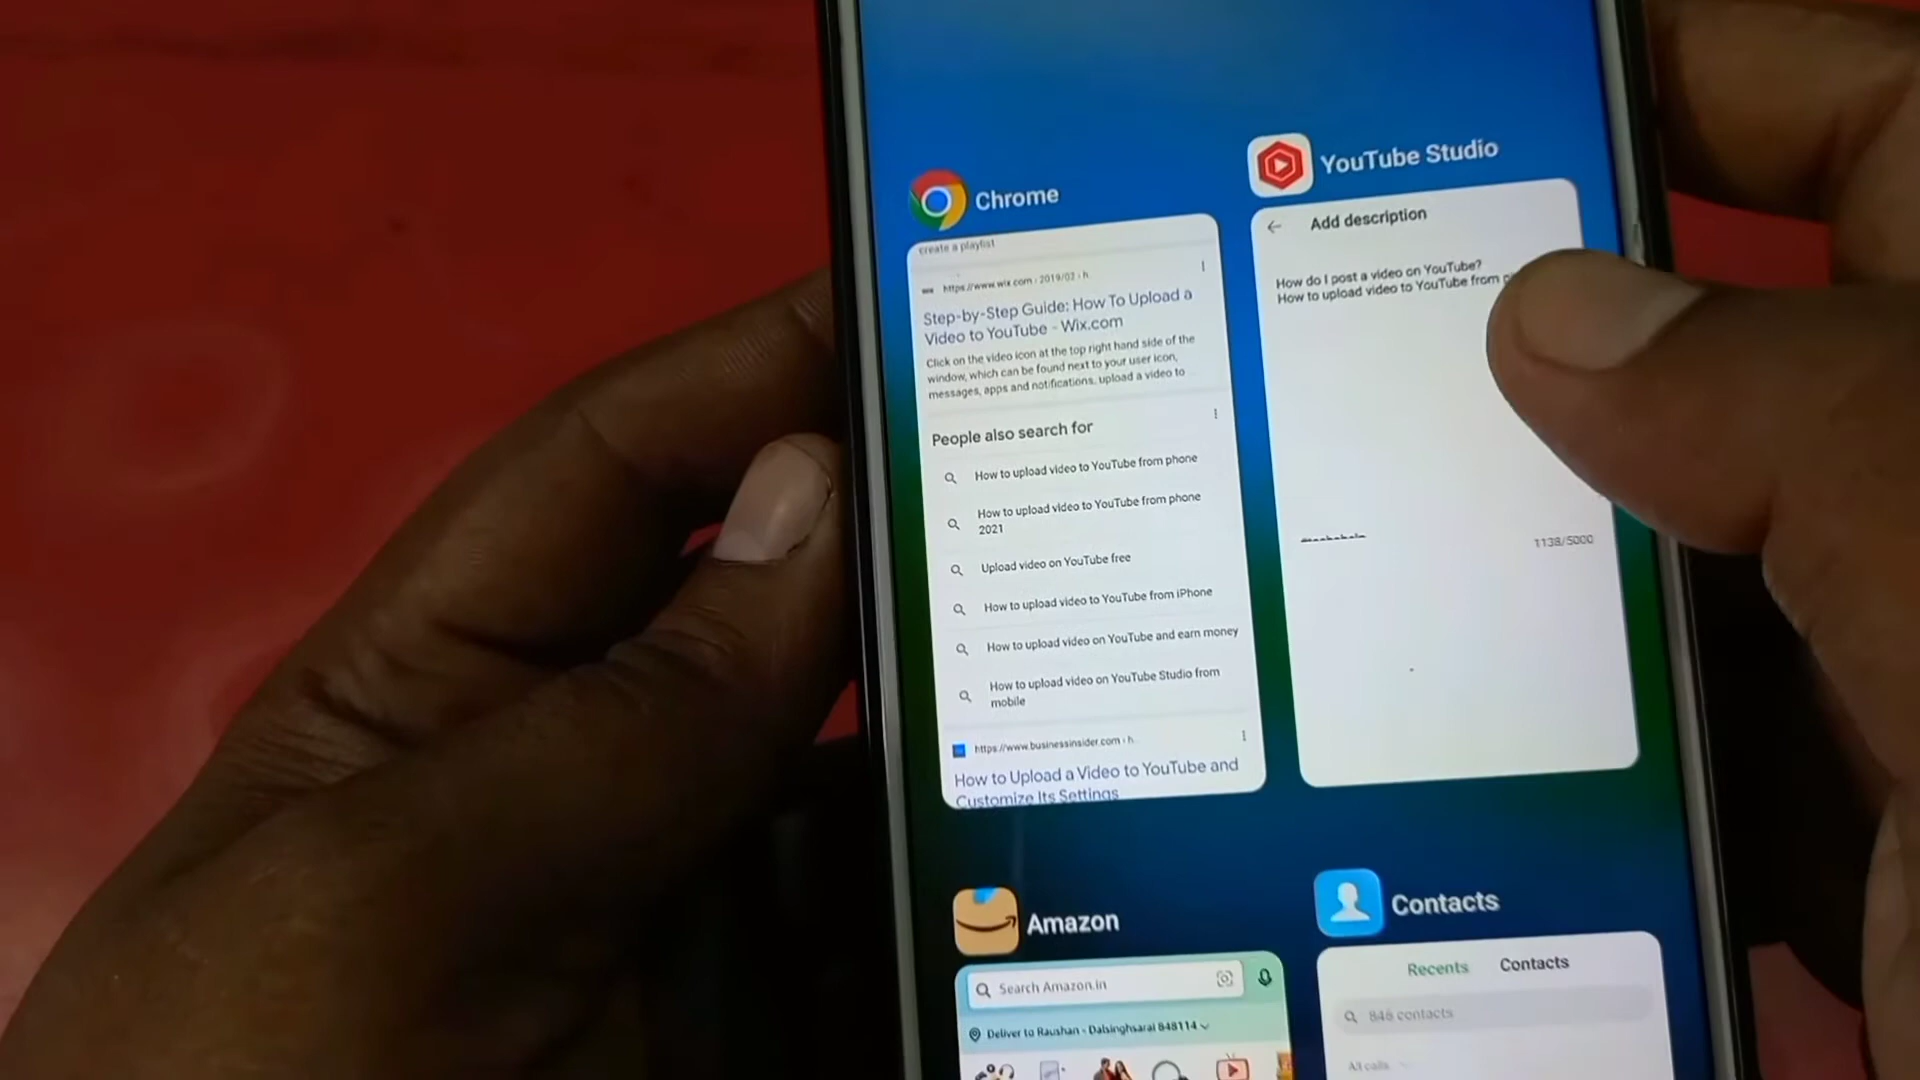 Chrome
create a playlist
https://www.wix.com › 2019/02 › h.
Step-by-Step Guide: How To Upload a
Video to YouTube - Wix.com
Click on the video icon at the top right hand side of the
window, which can be found next to your user icon,
messages, apps and notifications. upload a video to
People also search for
How to upload video to YouTube from phone
How to upload video to YouTube from phone
2021
Upload video on YouTube free
How to upload video to YouTube from iPhone
How to upload video on YouTube and earn money
How to upload video on YouTube Studio from
mobile
https://www.businessinsider.com › h.
How to Upload a Video to YouTube and
Customize Its Settings
YouTube Studio
Add description
How do I post a video on YouTube?
How to upload video to YouTube from
1138/5000
Amazon
Search Amazon.in
Deliver to Raushan - Dalsinghsarai 848114
Contacts
Recents Contacts
846 contacts
All calls